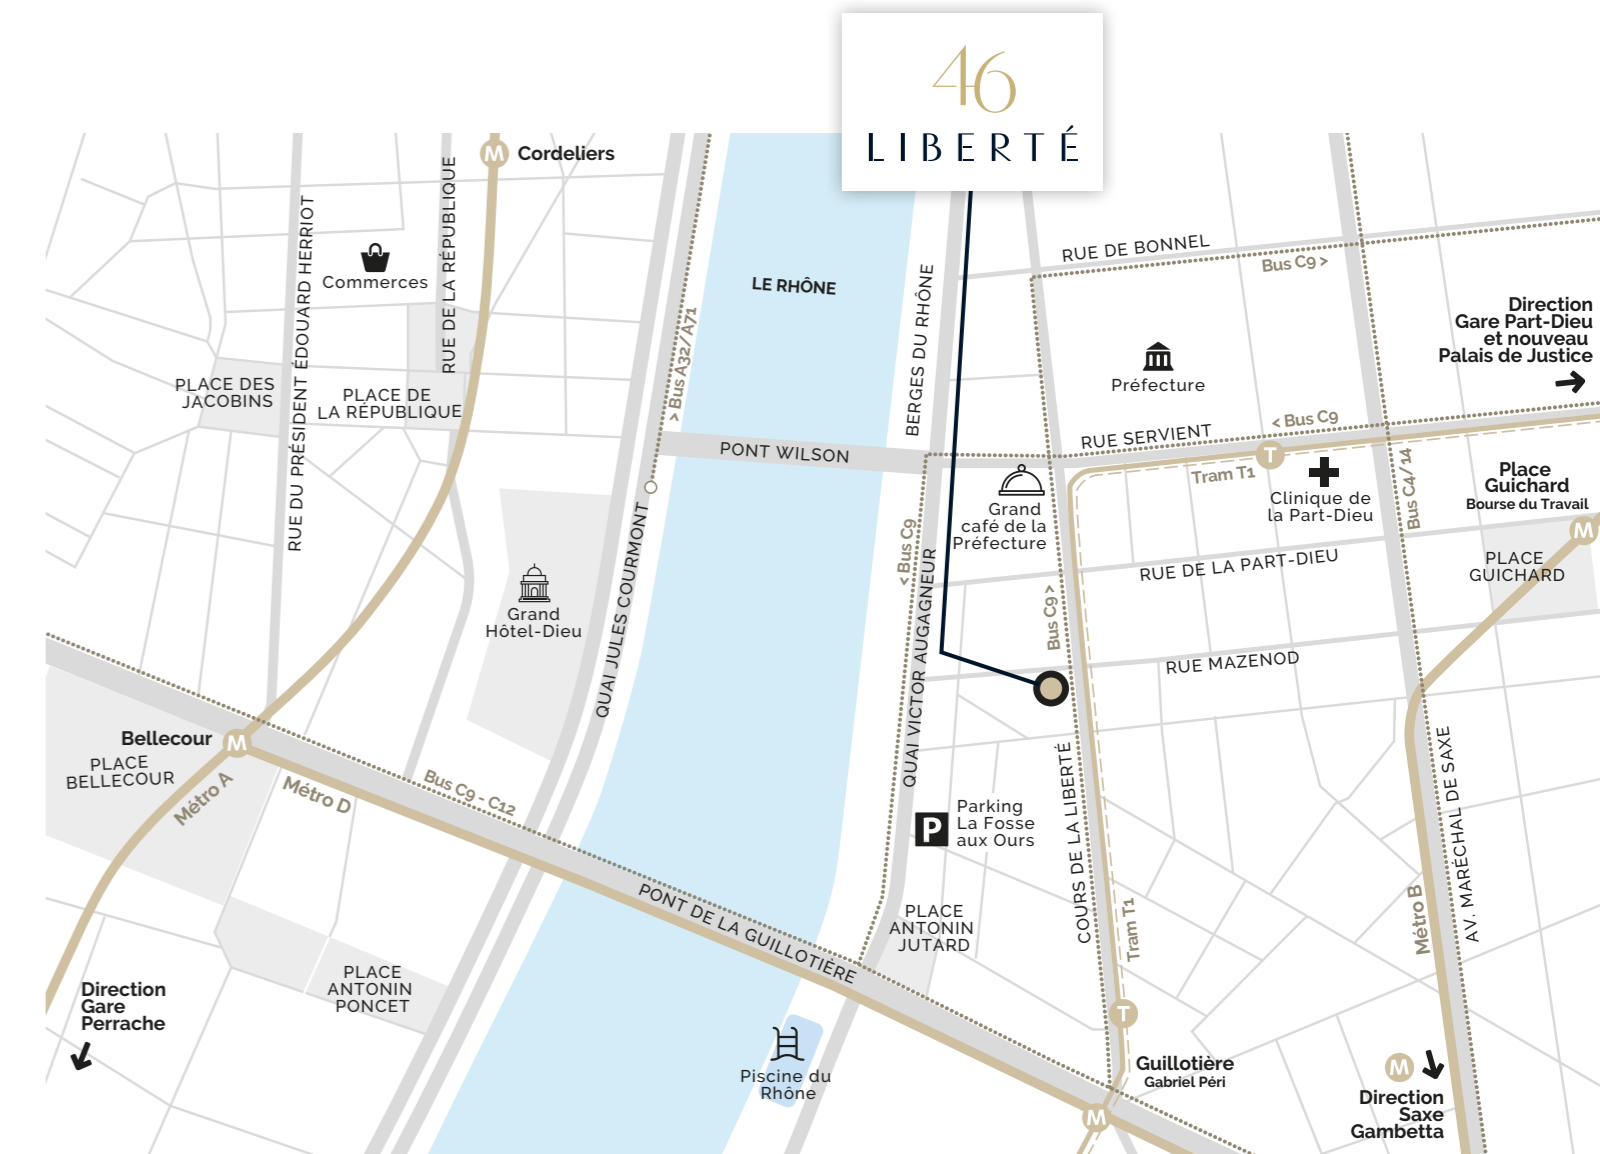 46
LIBERTÉ
M
Cordeliers
Commerces
RUE DU PRÉSIDENT ÉDOUARD HERRIOT
RUE DE LA RÉPUBLIQUE
PLACE DES
JACOBINS
PLACE DE
LA RÉPUBLIQUE
> Bus A32/A71
LE RHÔNE
BERGES DU RHÔNE
RUE DE BONNEL
Bus C9 >
Préfecture
Direction
Gare Part-Dieu
et nouveau
Palais de Justice
PONT WILSON
RUE SERVIENT
< Bus C9
T
Tram T1
Clinique de
la Part-Dieu
Bus C4/14
Place
Guichard
Bourse du Travail
M
PLACE
GUICHARD
Grand
café de la
Préfecture
< Bus C9
Bus C9 >
RUE DE LA PART-DIEU
RUE MAZENOD
Grand
Hôtel-Dieu
QUAI JULES COURMONT
QUAI VICTOR AUGAGNEUR
Bellecour
M
PLACE
BELLECOUR
Métro A
Métro D
Bus C9 - C12
P
Parking
La Fosse
aux Ours
COURS DE LA LIBERTÉ
AV. MARÉCHAL DE SAXE
Métro B
Tram T1
PONT DE LA GUILLOTIÈRE
PLACE
ANTONIN
JUTARD
PLACE
ANTONIN
PONCET
Direction
Gare
Perrache
Piscine du
Rhône
T
Guillotière
Gabriel Péri
M
M
Direction
Saxe
Gambetta